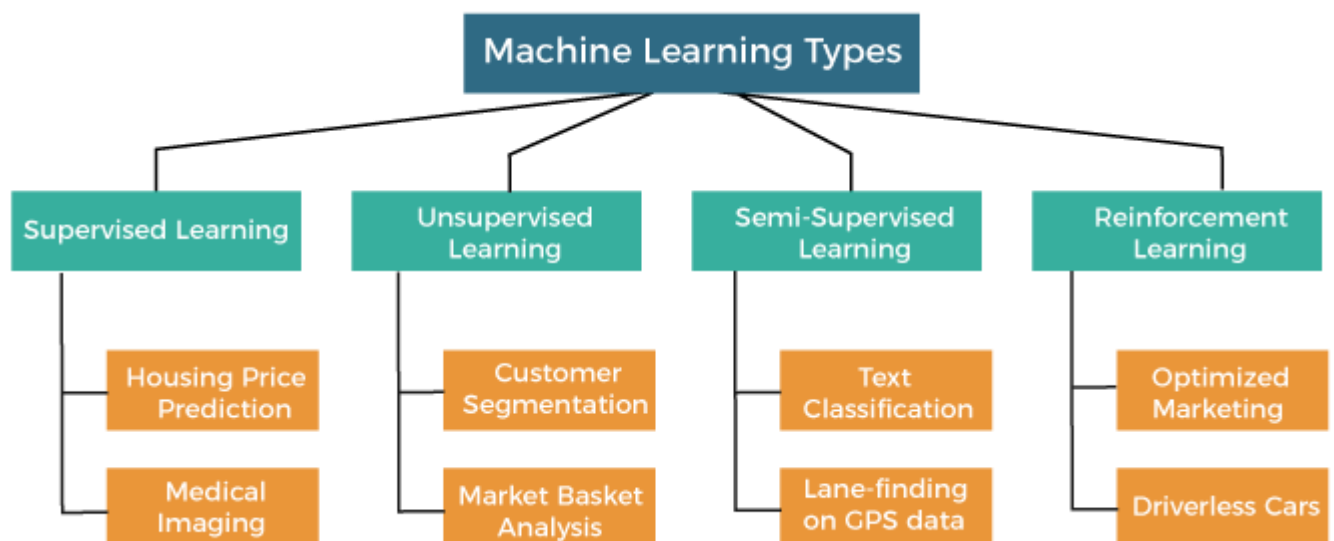 Machine Learning Types
Supervised Learning
Unsupervised
Learning
Semi-Supervised
Learning
Reinforcement
Learning
Housing Price
Prediction
Customer
Segmentation
Text
Classification
Optimized
Marketing
Medical
Imaging
Market Basket
Analysis
Lane-finding
on GPS data
Driverless Cars